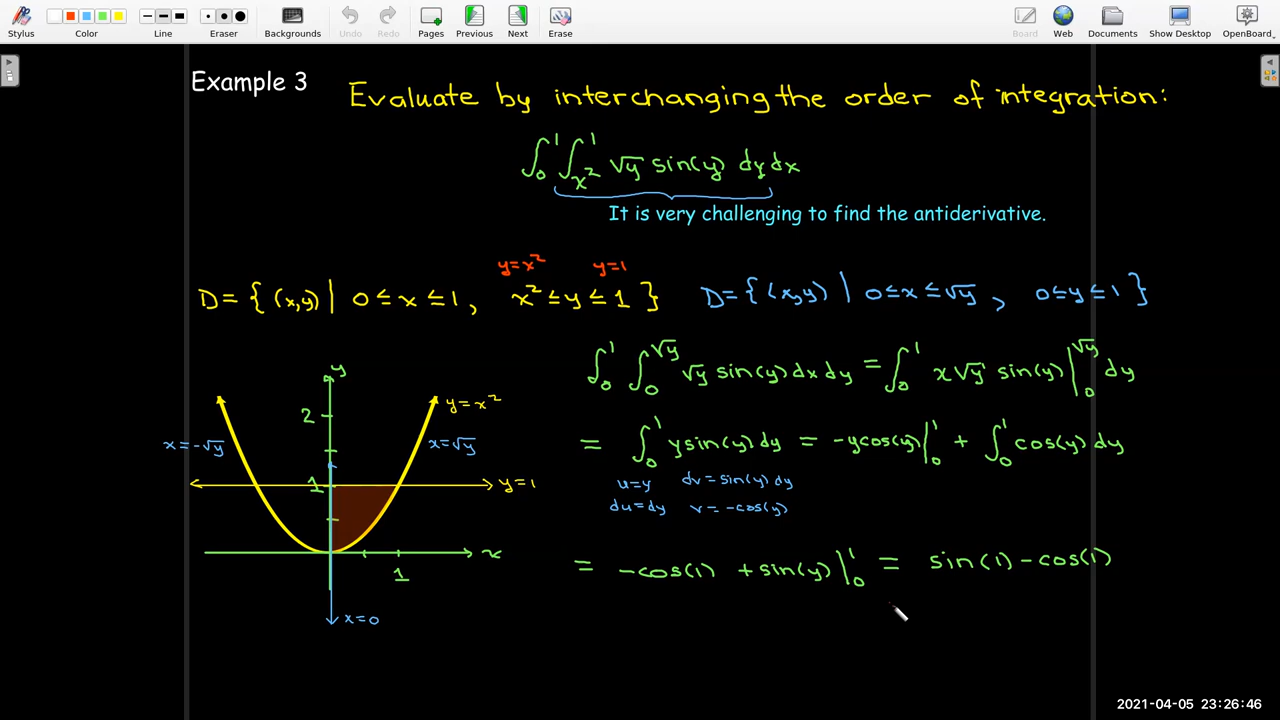 Stylus Color Line Eraser Backgrounds Undo Redo Pages Previous Next Erase Board Web Documents Show Desktop OpenBoard
Example 3 Evaluate by interchanging the order of integration:
∫₀¹ ∫ₓ²¹ √y sin(y) dy dx
It is very challenging to find the antiderivative.
y=x² y=1
D = { (x,y) | 0 ≤ x ≤ 1, x² ≤ y ≤ 1 } D = { (x,y) | 0 ≤ x ≤ √y, 0 ≤ y ≤ 1 }
∫₀¹ ∫₀^√y √y sin(y) dx dy = ∫₀¹ x√y sin(y) |₀^√y dy
= ∫₀¹ y sin(y) dy = -y cos(y) |₀¹ + ∫₀¹ cos(y) dy
u=y dv = sin(y) dy
du=dy v = -cos(y)
= -cos(1) + sin(y) |₀¹ = sin(1) - cos(1)
y
y=x²
2
x=-√y x=√y
1 y=1
x
1
x=0
2021-04-05 23:26:46